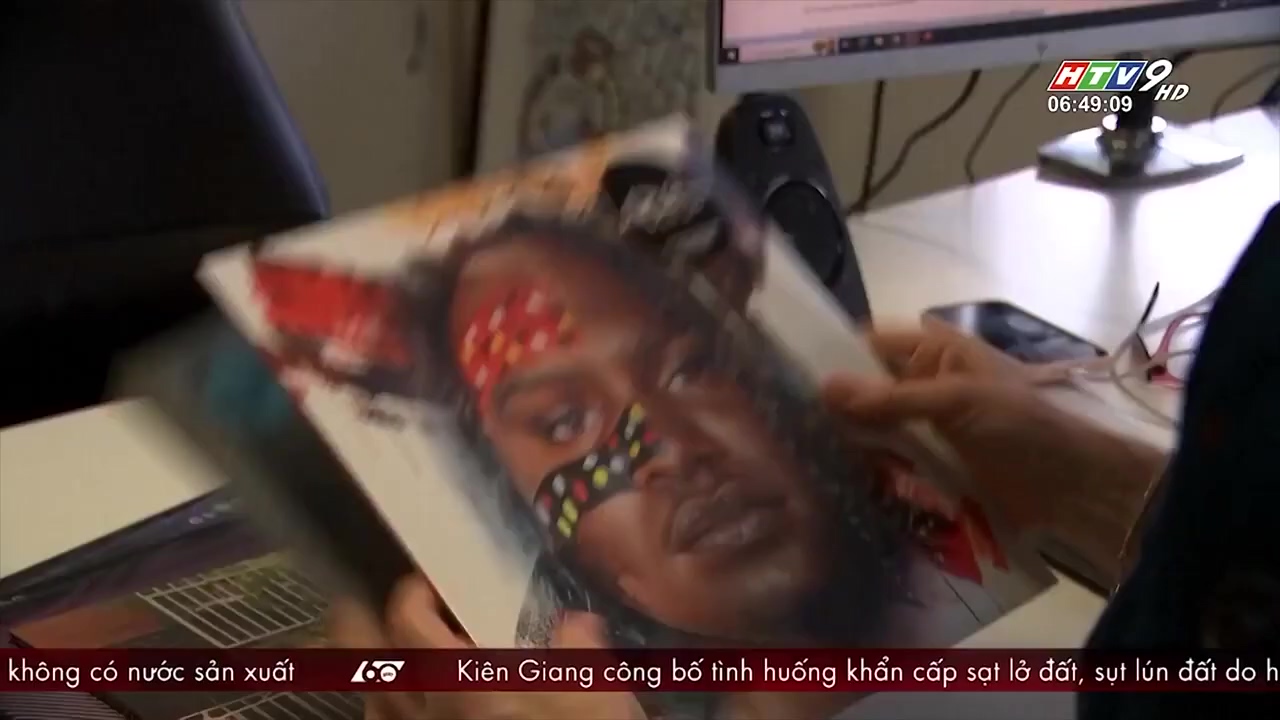 HTV9 HD
06:49:09
không có nước sản xuất 60 Kiên Giang công bố tình huống khẩn cấp sạt lở đất, sụt lún đất do h